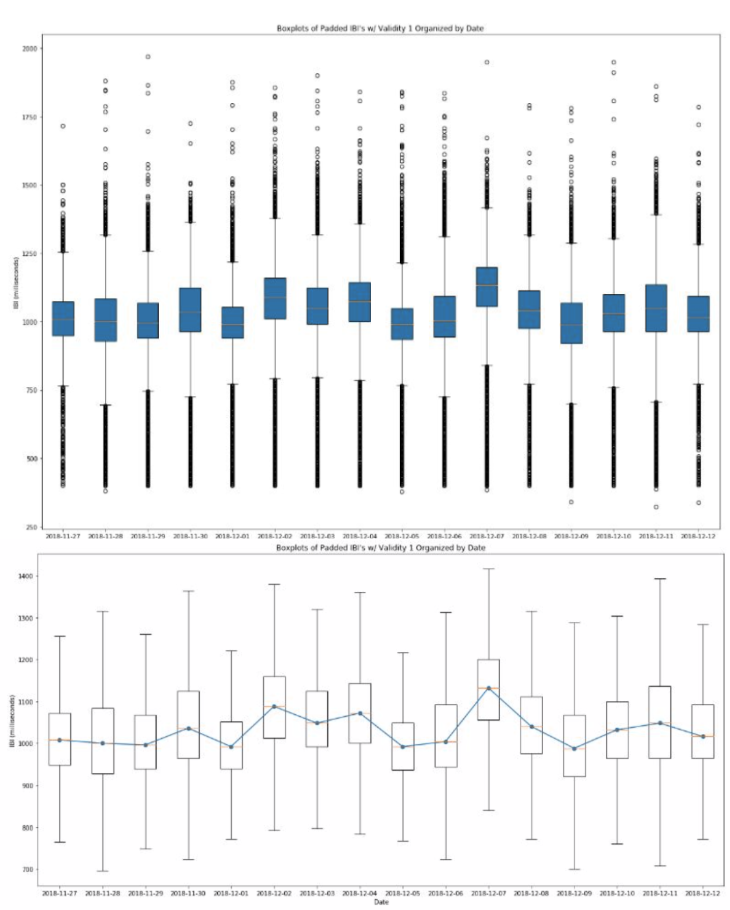 Boxplots of Padded IBI's w/ Validity 1 Organized by Date
IBI (miliseconds)
2000
1750
1500
1250
1000
750
500
250
2018-11-27 2018-11-28 2018-11-29 2018-11-30 2018-12-01 2018-12-02 2018-12-03 2018-12-04 2018-12-05 2018-12-06 2018-12-07 2018-12-08 2018-12-09 2018-12-10 2018-12-11 2018-12-12
Boxplots of Padded IBI's w/ Validity 1 Organized by Date
IBI (miliseconds)
1400
1300
1200
1100
1000
900
800
700
2018-11-27 2018-11-28 2018-11-29 2018-11-30 2018-12-01 2018-12-02 2018-12-03 2018-12-04 2018-12-05 2018-12-06 2018-12-07 2018-12-08 2018-12-09 2018-12-10 2018-12-11 2018-12-12
Date